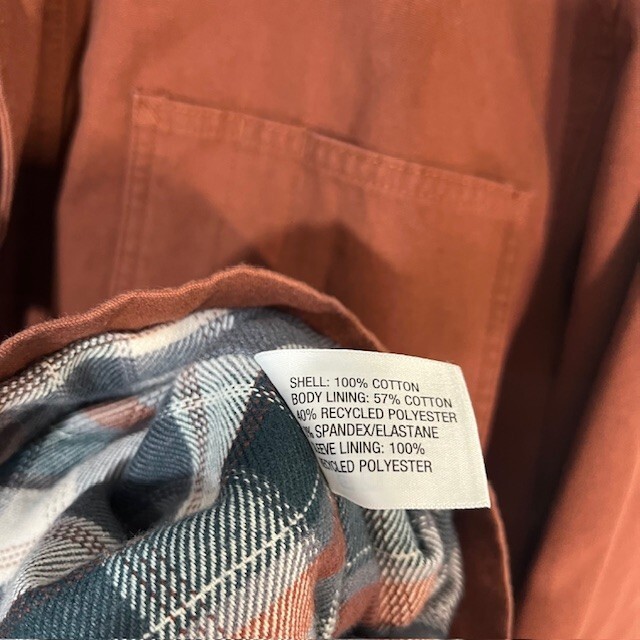 SHELL: 100% COTTON
BODY LINING: 57% COTTON
40% RECYCLED POLYESTER
% SPANDEX/ELASTANE
LINING: 100%
POLYESTER